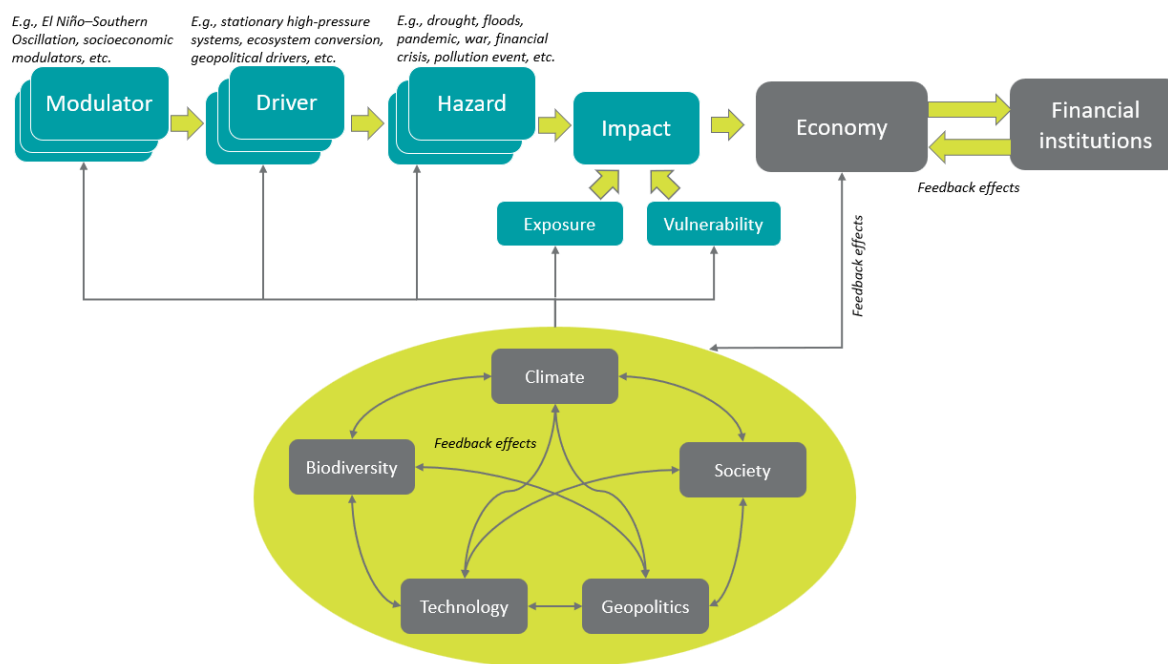 E.g., El Niño–Southern
Oscillation, socioeconomic
modulators, etc.
E.g., stationary high-pressure
systems, ecosystem conversion,
geopolitical drivers, etc.
E.g., drought, floods,
pandemic, war, financial
crisis, pollution event, etc.
Modulator
Driver
Hazard
Impact
Economy
Financial
institutions
Feedback effects
Exposure
Vulnerability
Feedback effects
Climate
Feedback effects
Biodiversity
Society
Technology
Geopolitics